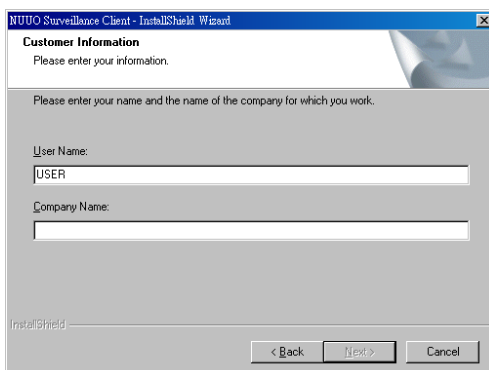 NUUO Surveillance Client - InstallShield Wizard
Customer Information
Please enter your information.
Please enter your name and the name of the company for which you work.
User Name:
USER
Company Name:
InstallShield
< Back
Next >
Cancel